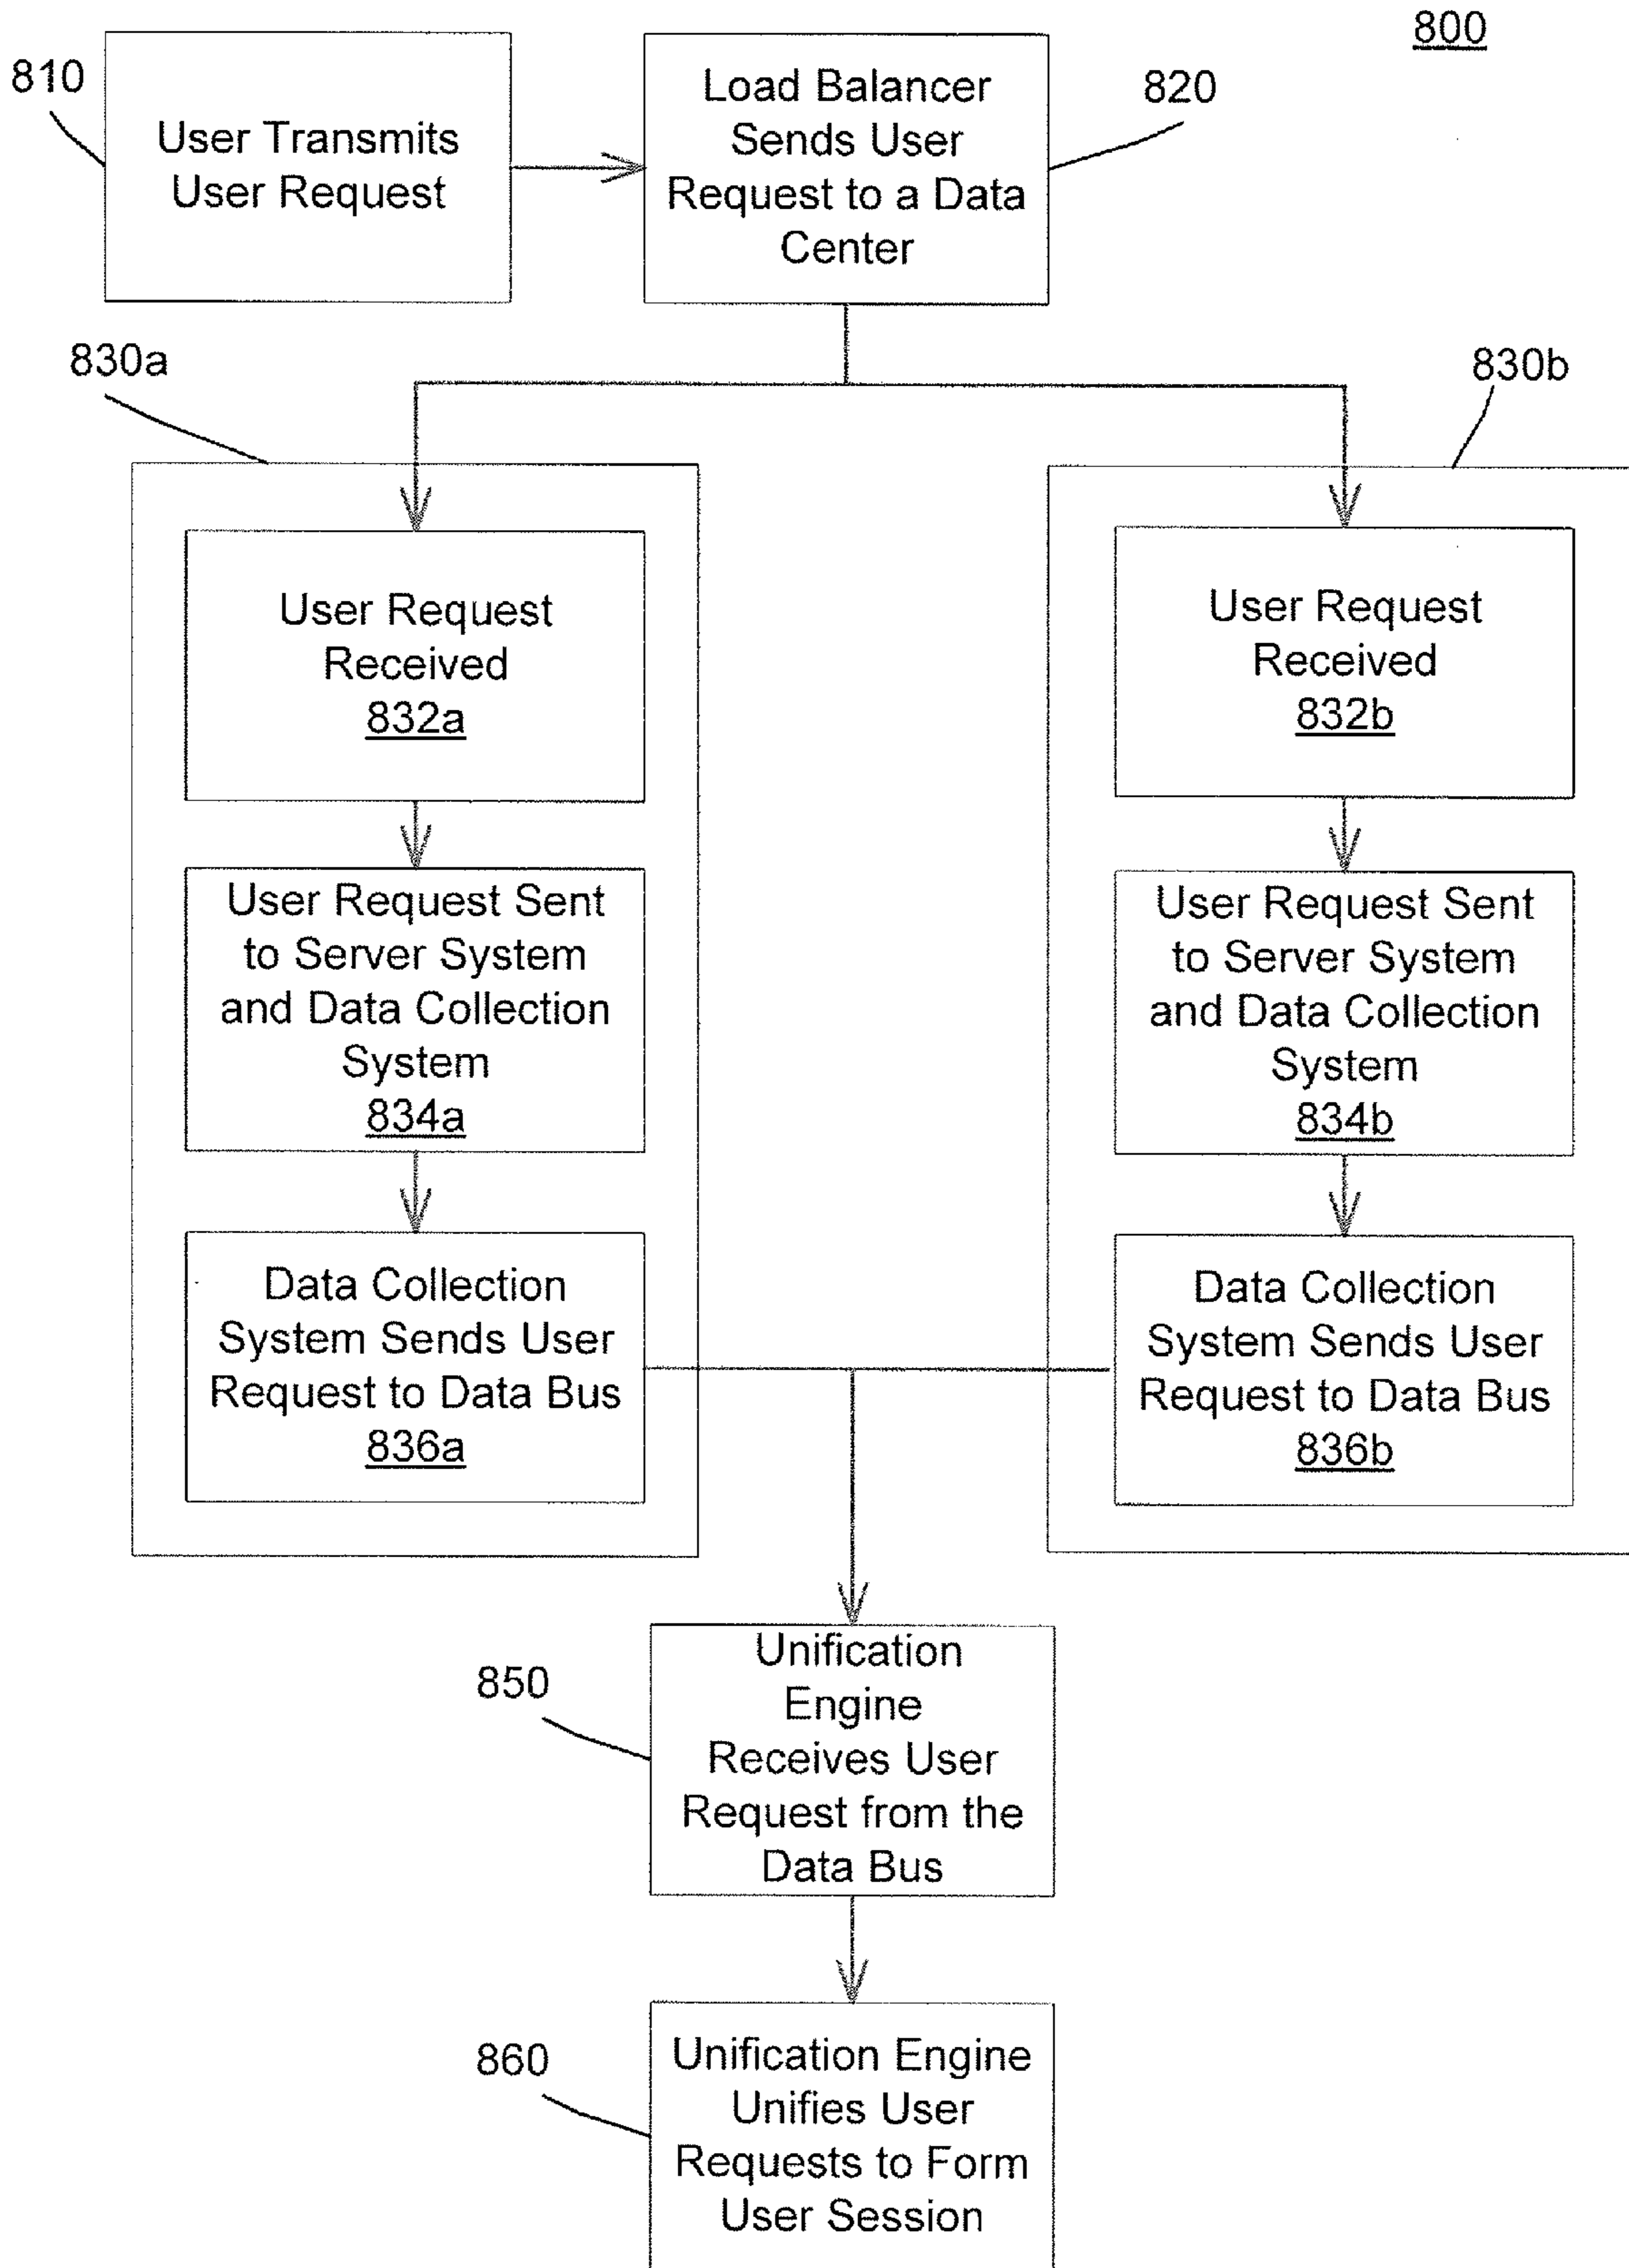 800
810
User Transmits
User Request
Load Balancer
Sends User
Request to a Data
Center
820
830a
830b
User Request
Received
832a
User Request Sent
to Server System
and Data Collection
System
834a
Data Collection
System Sends User
Request to Data Bus
836a
User Request
Received
832b
User Request Sent
to Server System
and Data Collection
System
834b
Data Collection
System Sends User
Request to Data Bus
836b
850
Unification
Engine
Receives User
Request from the
Data Bus
860
Unification Engine
Unifies User
Requests to Form
User Session